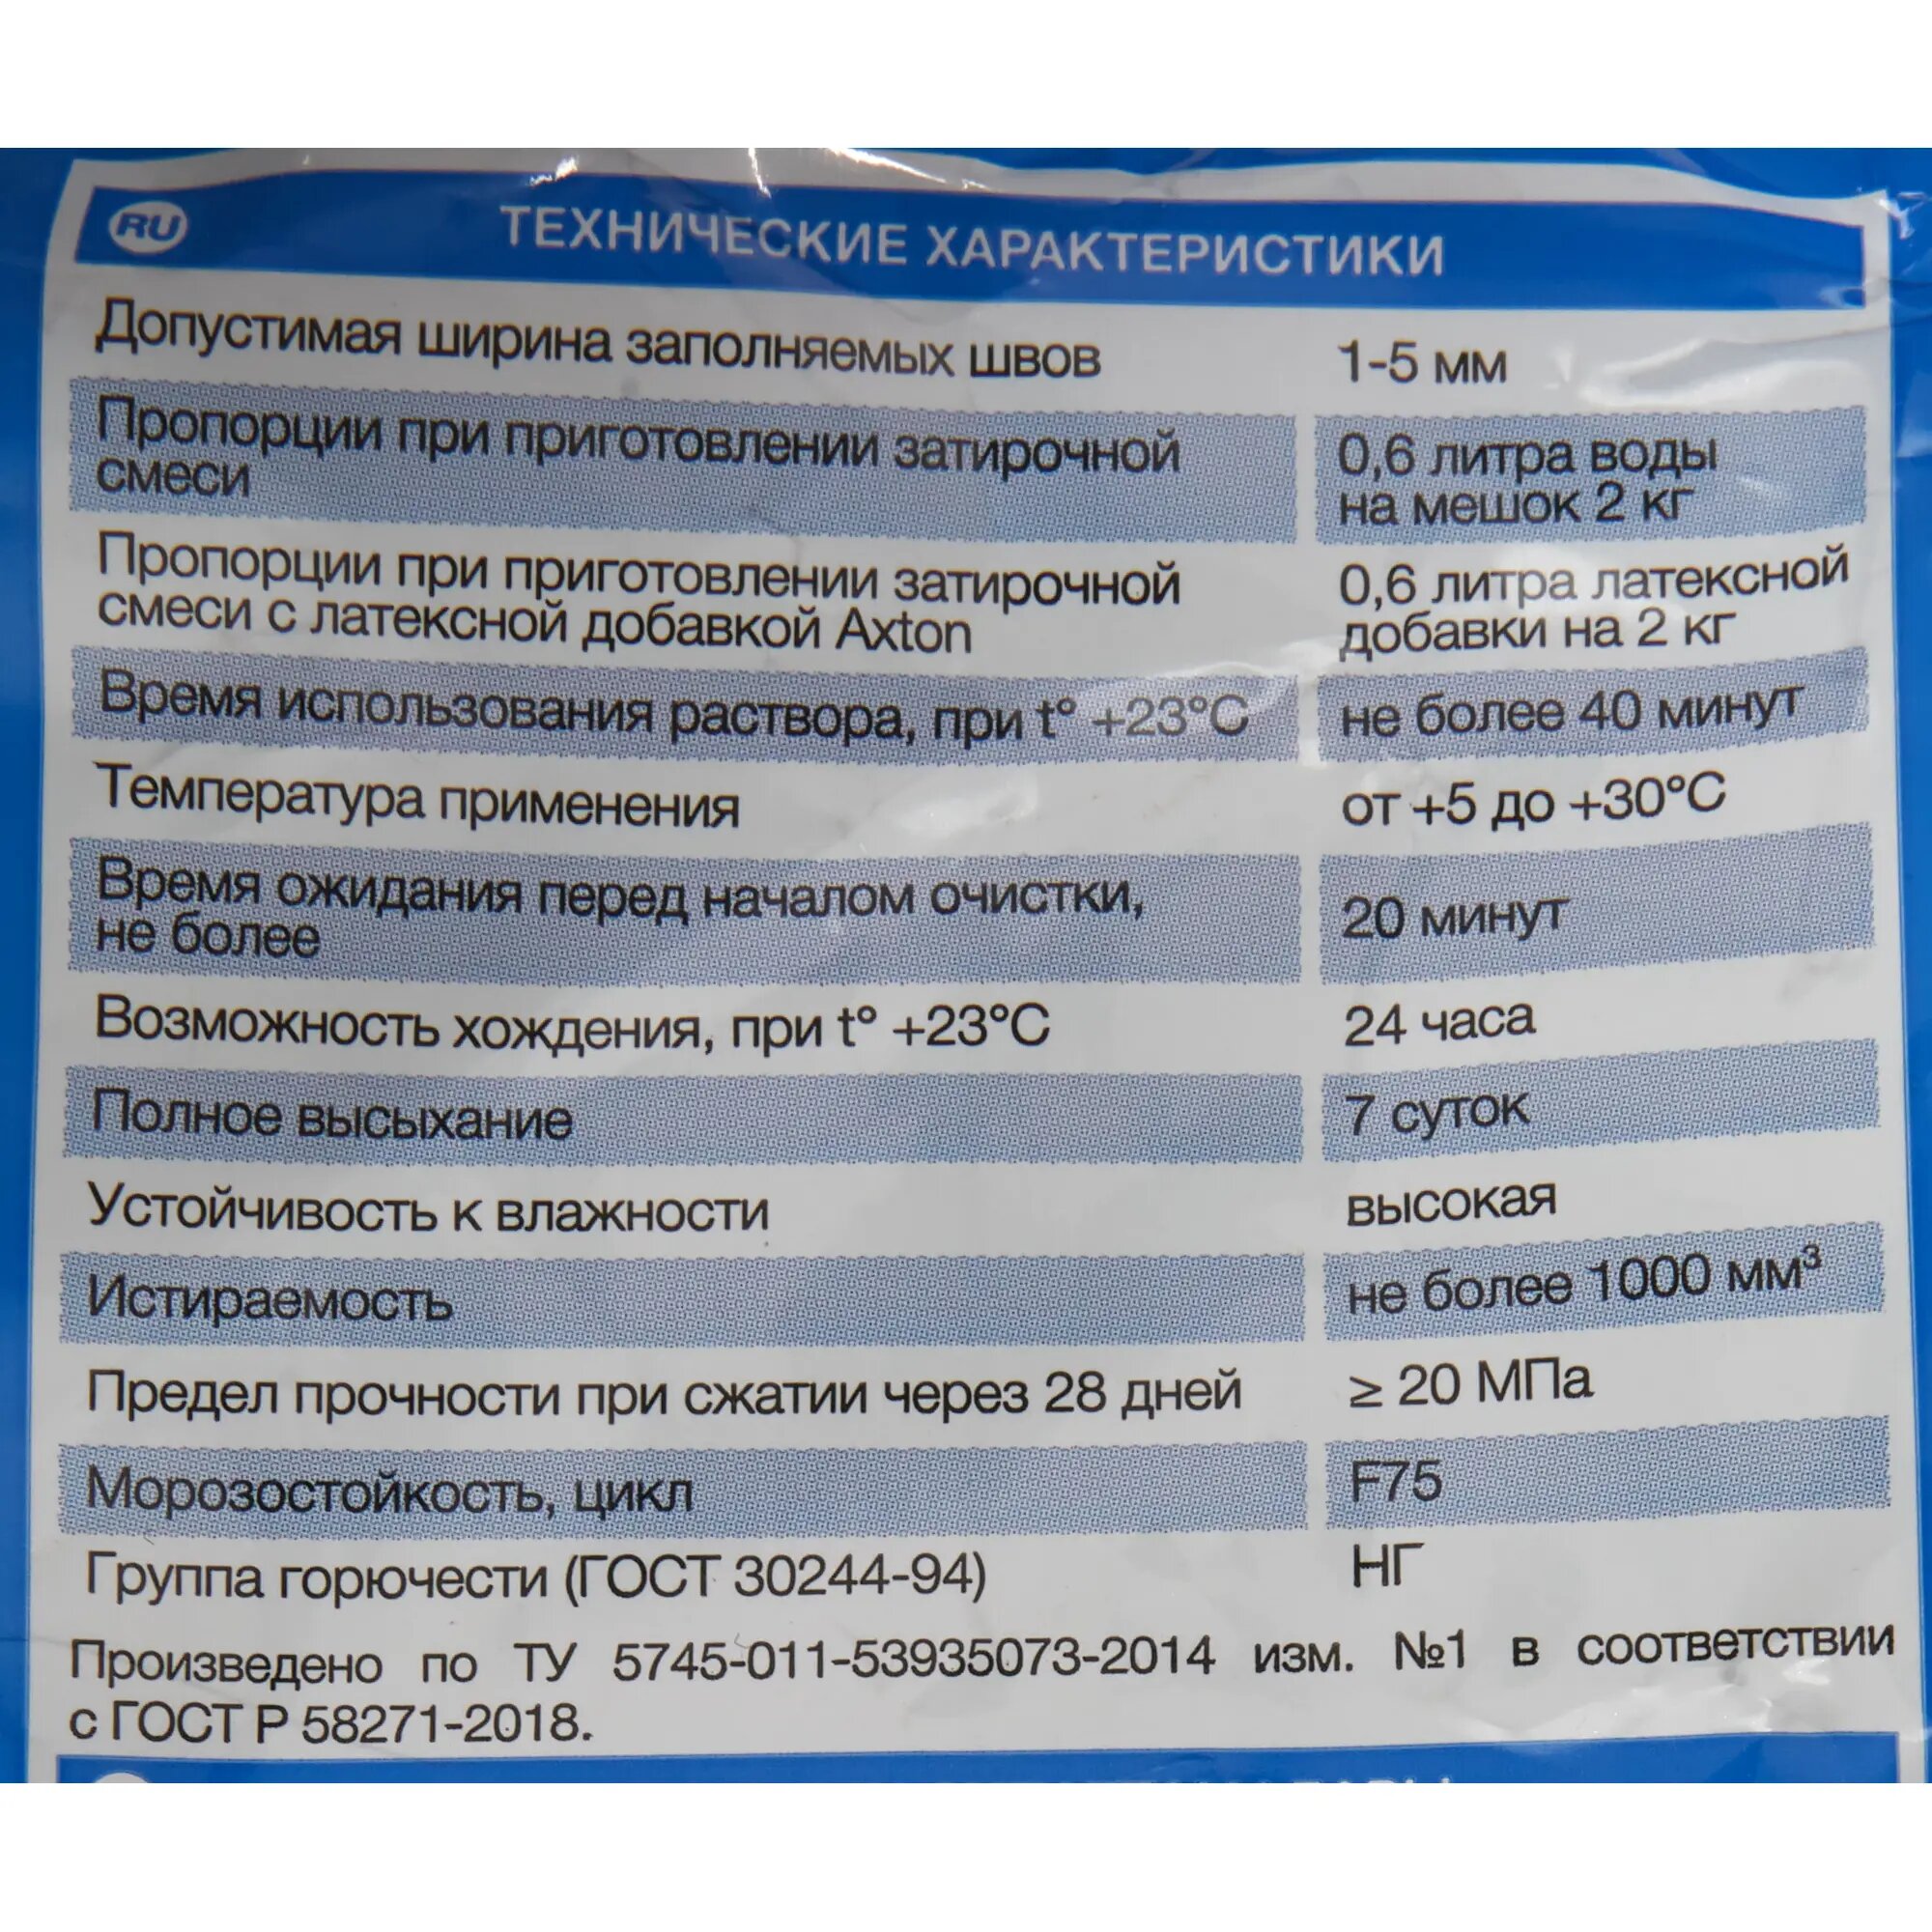 RU
ТЕХНИЧЕСКИЕ ХАРАКТЕРИСТИКИ
Допустимая ширина заполняемых швов 1-5 мм
Пропорции при приготовлении затирочной
смеси
0,6 литра воды
на мешок 2 кг
Пропорции при приготовлении затирочной
смеси с латексной добавкой Axton
0,6 литра латексной
добавки на 2 кг
Время использования раствора, при t° +23°C не более 40 минут
Температура применения от +5 до +30°C
Время ожидания перед началом очистки,
не более
20 минут
Возможность хождения, при t° +23°C 24 часа
Полное высыхание 7 суток
Устойчивость к влажности высокая
Истираемость не более 1000 мм³
Предел прочности при сжатии через 28 дней ≥ 20 МПа
Морозостойкость, цикл F75
Группа горючести (ГОСТ 30244-94) НГ
Произведено по ТУ 5745-011-53935073-2014 изм. №1 в соответствии
с ГОСТ Р 58271-2018.